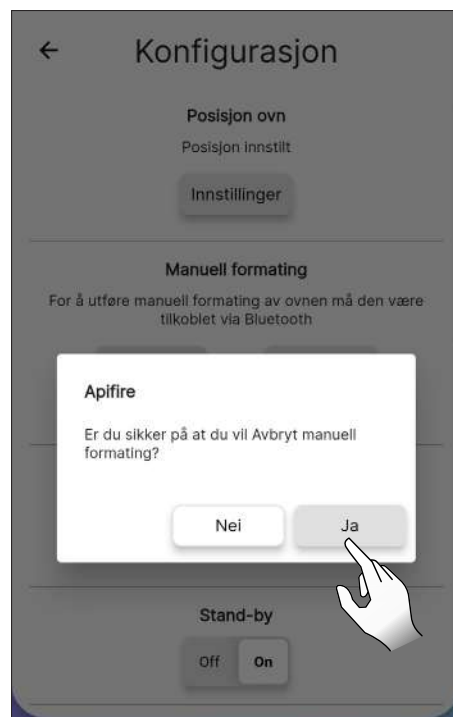 Konfigurasjon
Posisjon ovn
Posisjon innstilt
Innstillinger
Manuell formating
For å utføre manuell formating av ovnen må den være
tilkoblet via Bluetooth
Apifire
Er du sikker på at du vil Avbryt manuell
formating?
Nei Ja
Stand-by
Off On